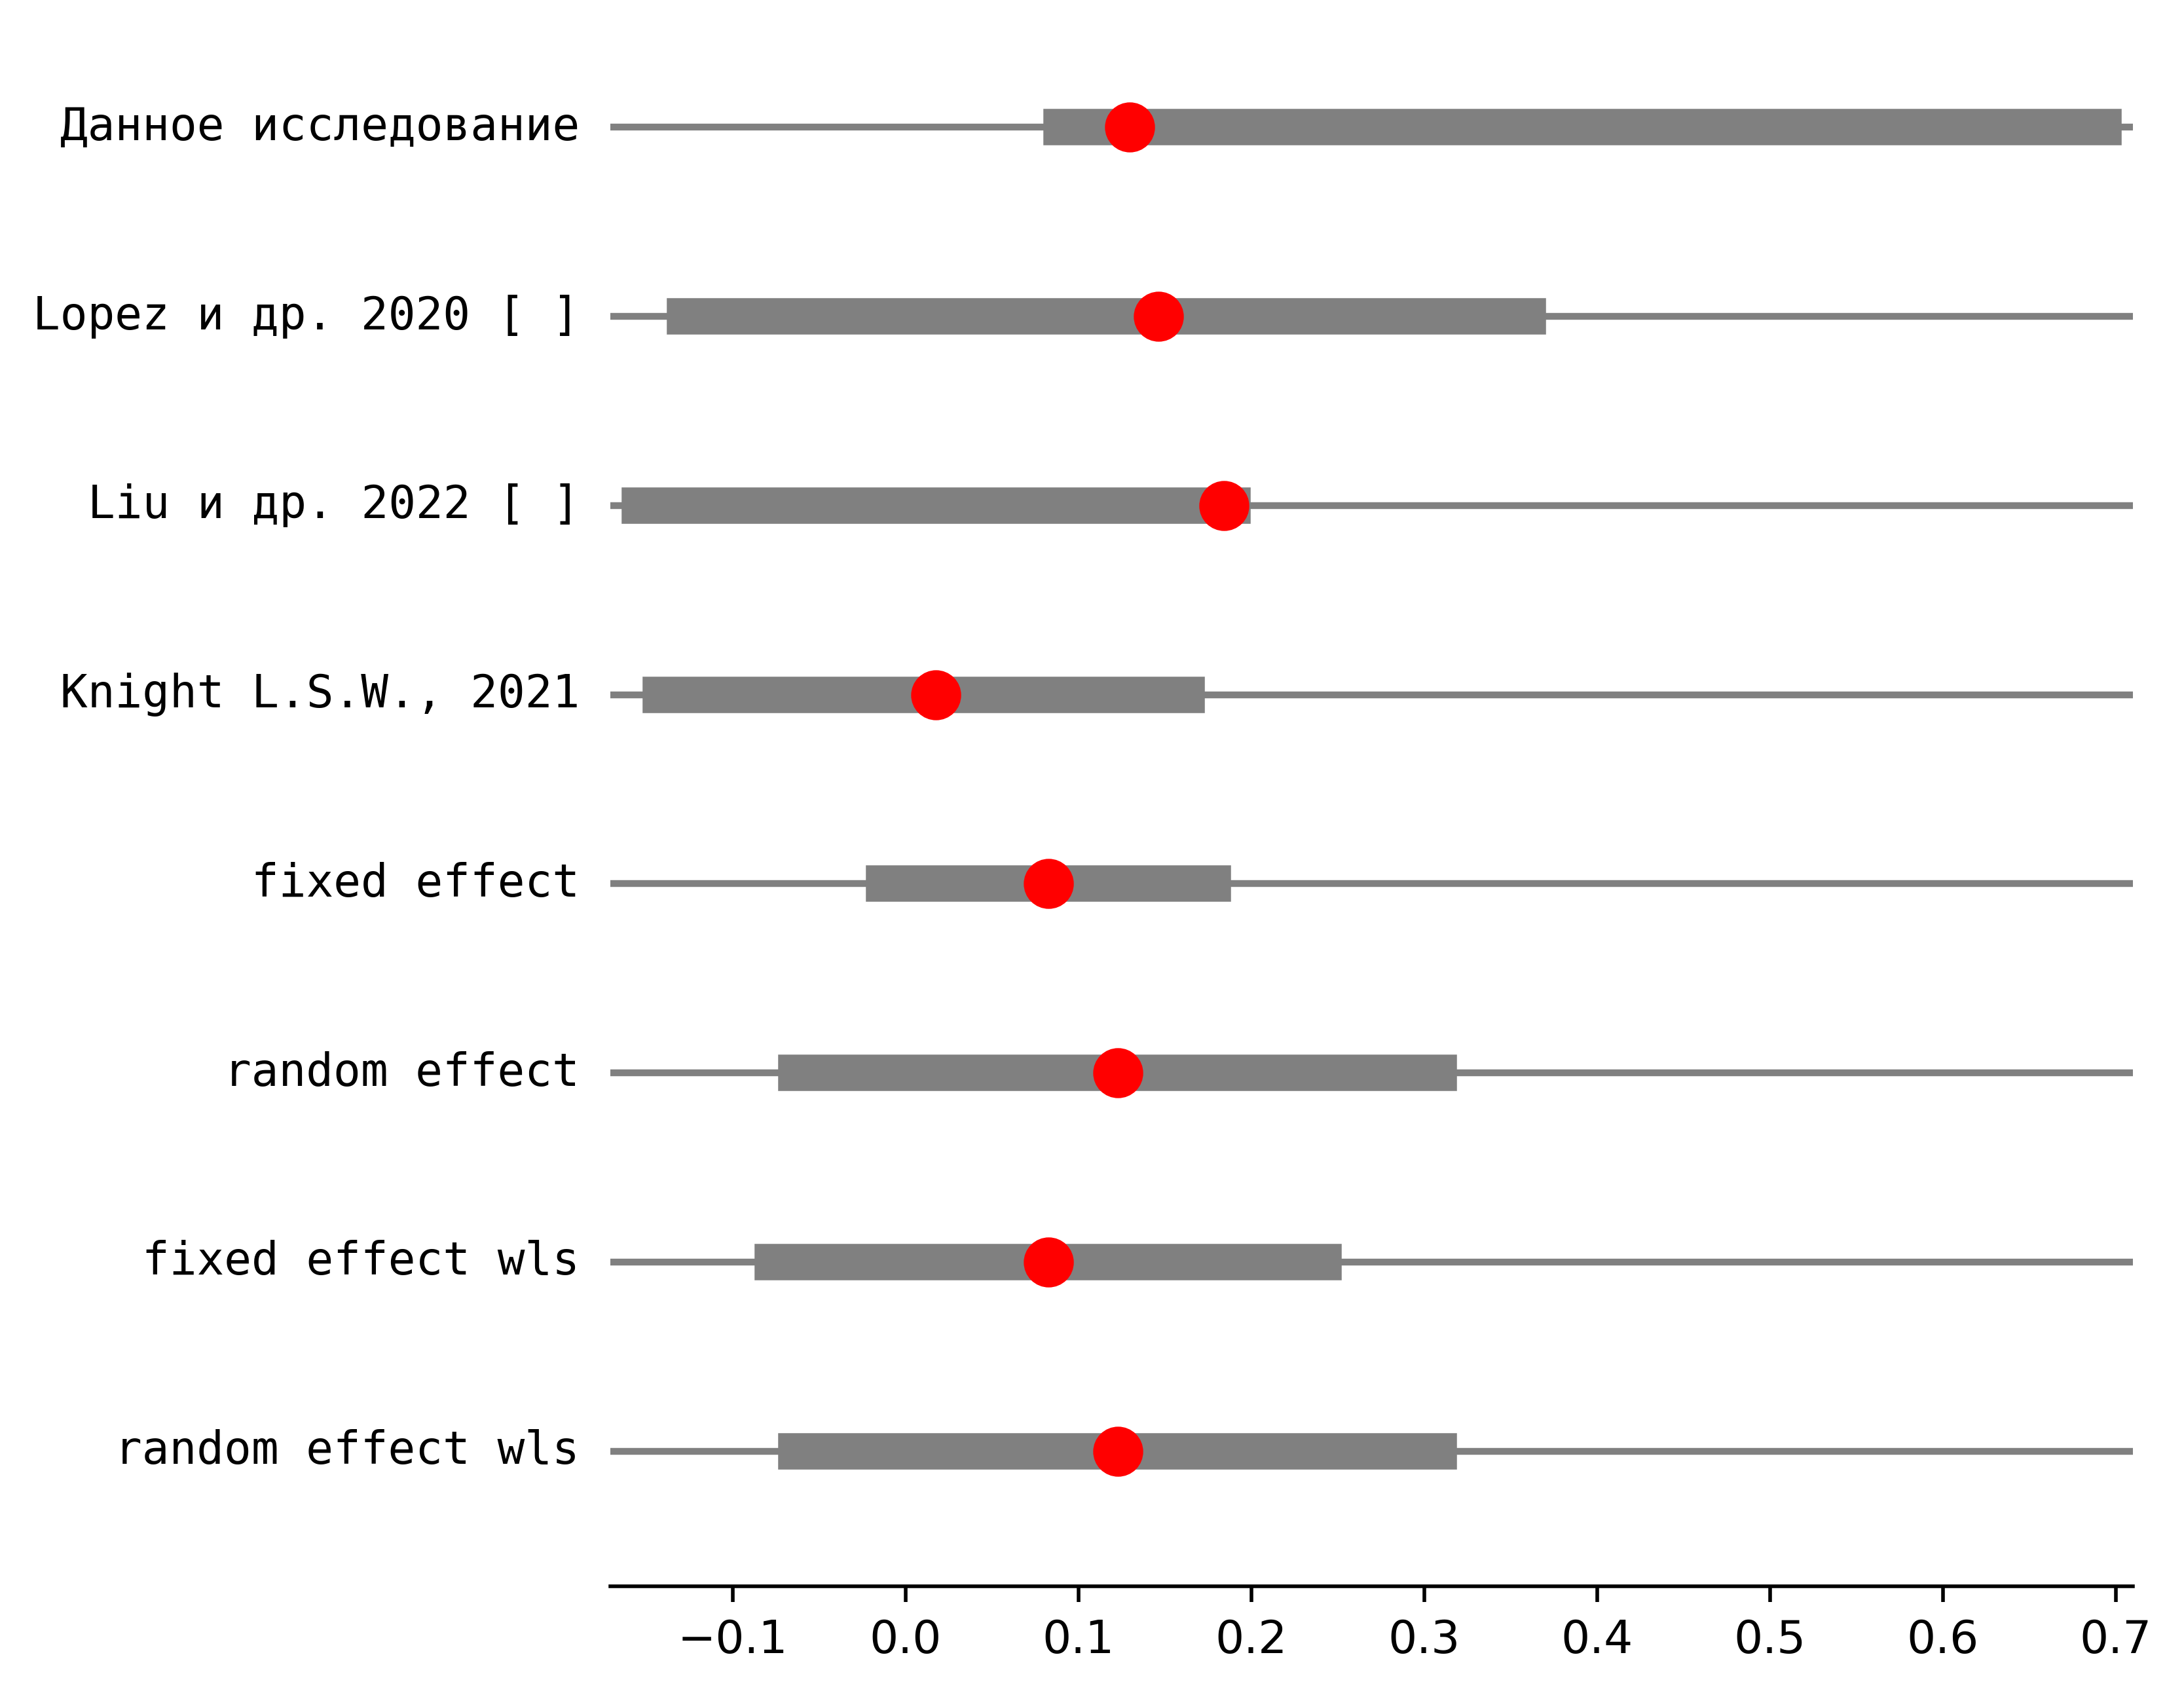 Данное исследование
Lopez и др. 2020 [ ]
Liu и др. 2022 [ ]
Knight L.S.W., 2021
fixed effect
random effect
fixed effect wls
random effect wls
−0.1 0.0 0.1 0.2 0.3 0.4 0.5 0.6 0.7